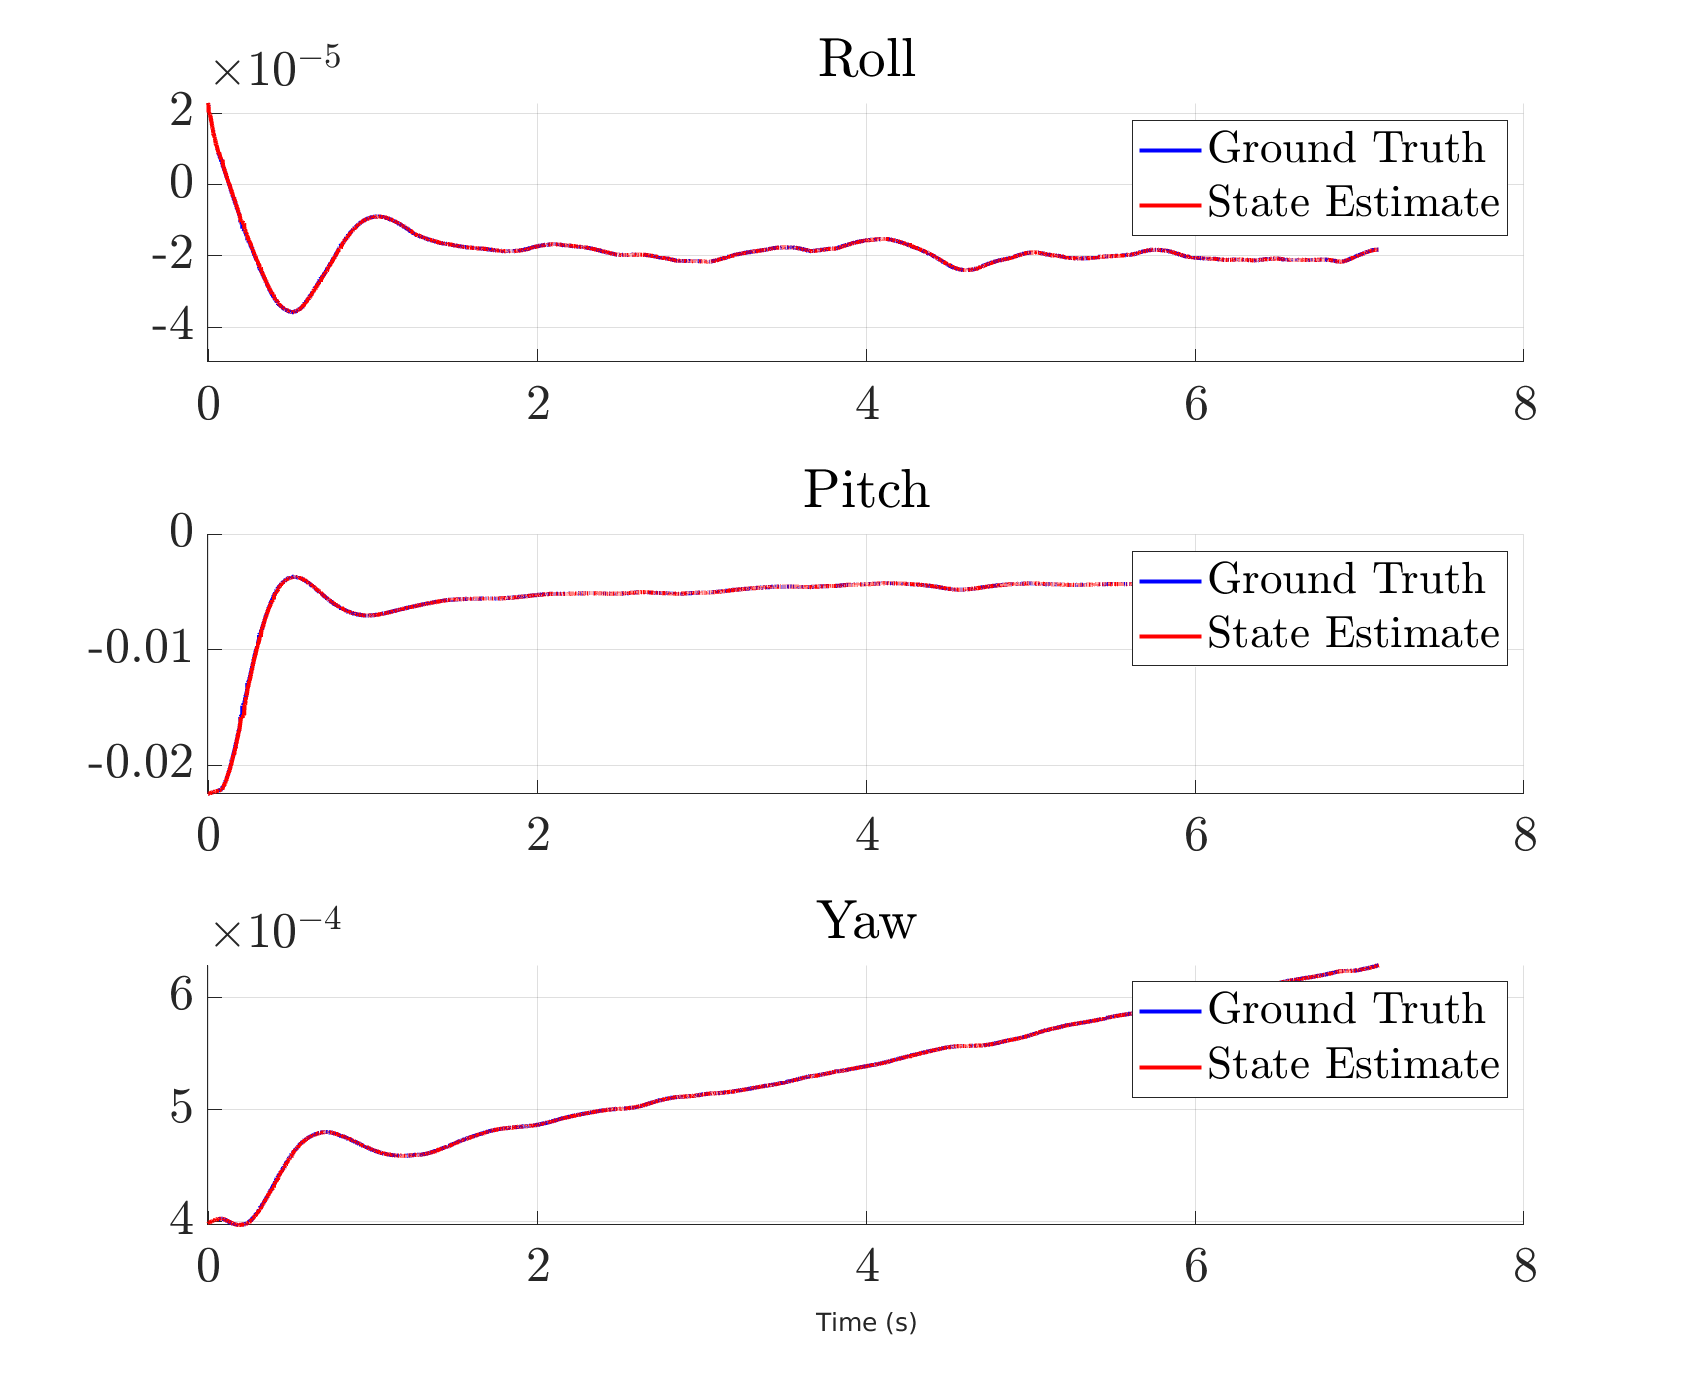 Roll
×10⁻⁵
2
0
-2
-4
Ground Truth
State Estimate
0 2 4 6 8
Pitch
0
-0.01
-0.02
Ground Truth
State Estimate
0 2 4 6 8
Yaw
×10⁻⁴
6
5
4
Ground Truth
State Estimate
0 2 4 6 8
Time (s)